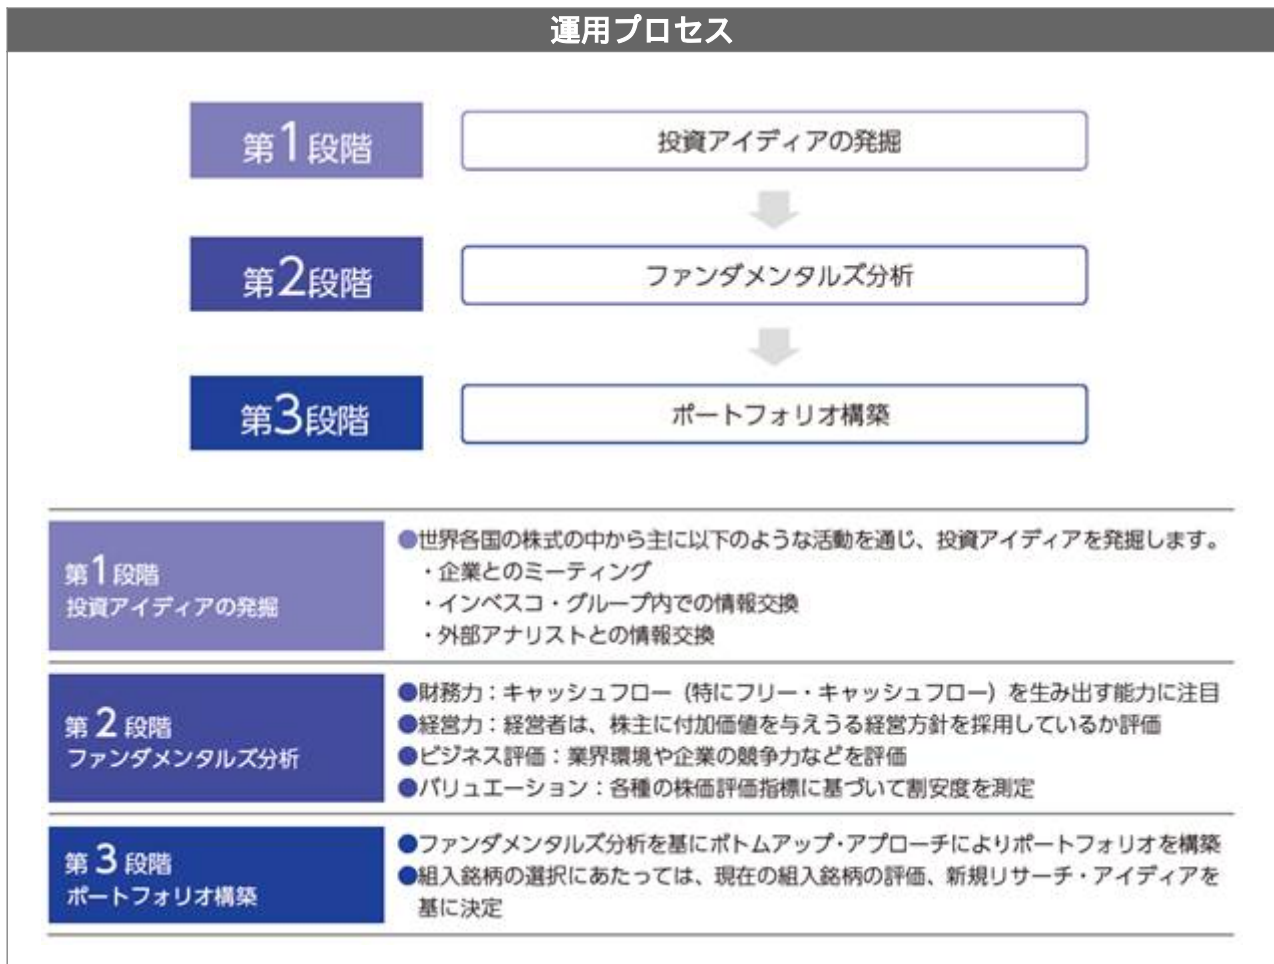 運用プロセス
第1段階
投資アイディアの発掘
第2段階
ファンダメンタルズ分析
第3段階
ポートフォリオ構築
第1段階
投資アイディアの発掘
●世界各国の株式の中から主に以下のような活動を通じ、投資アイディアを発掘します。
・企業とのミーティング
・インベスコ・グループ内での情報交換
・外部アナリストとの情報交換
第2段階
ファンダメンタルズ分析
●財務力：キャッシュフロー（特にフリー・キャッシュフロー）を生み出す能力に注目
●経営力：経営者は、株主に付加価値を与えうる経営方針を採用しているか評価
●ビジネス評価：業界環境や企業の競争力などを評価
●バリュエーション：各種の株価評価指標に基づいて割安度を測定
第3段階
ポートフォリオ構築
●ファンダメンタルズ分析を基にボトムアップ・アプローチによりポートフォリオを構築
●組入銘柄の選択にあたっては、現在の組入銘柄の評価、新規リサーチ・アイディアを
基に決定